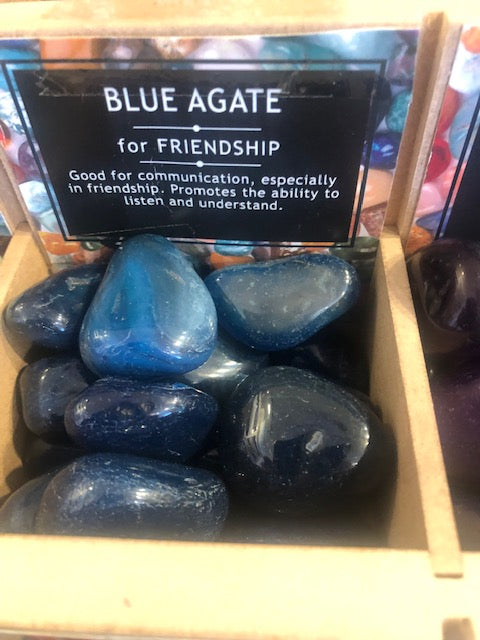 BLUE AGATE
for FRIENDSHIP
Good for communication, especially
in friendship. Promotes the ability to
listen and understand.